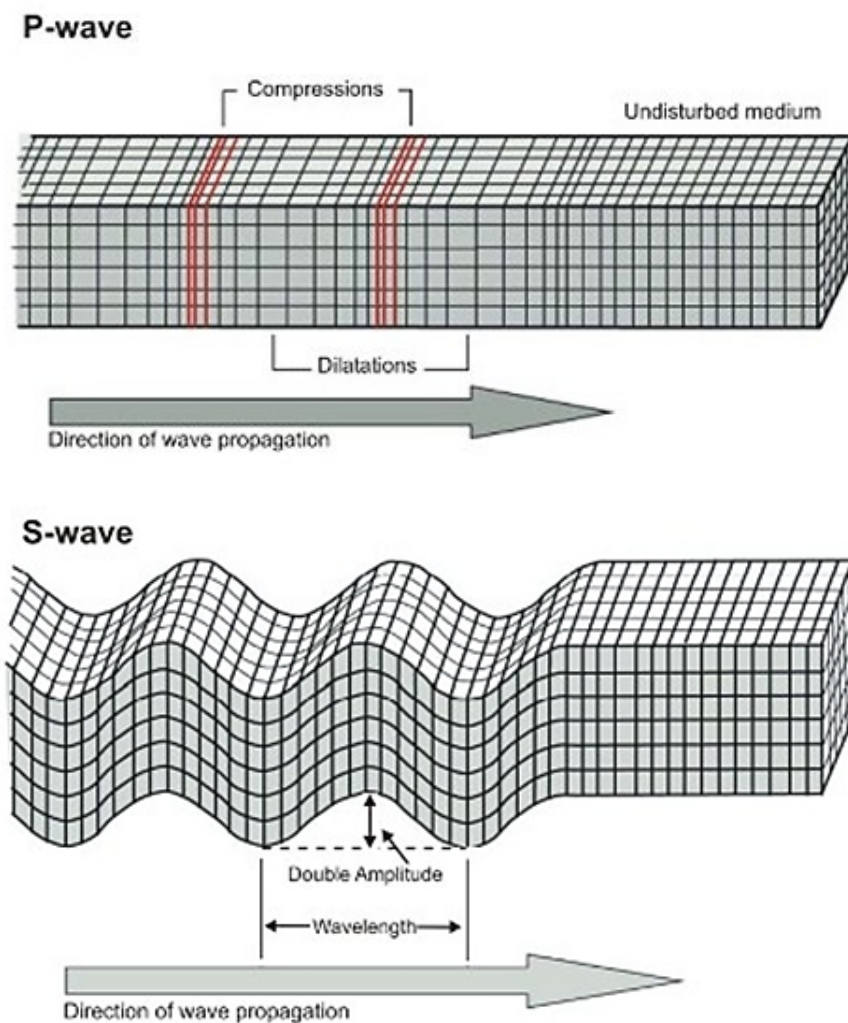 P-wave
Compressions
Undisturbed medium
Dilatations
Direction of wave propagation
S-wave
Double Amplitude
Wavelength
Direction of wave propagation